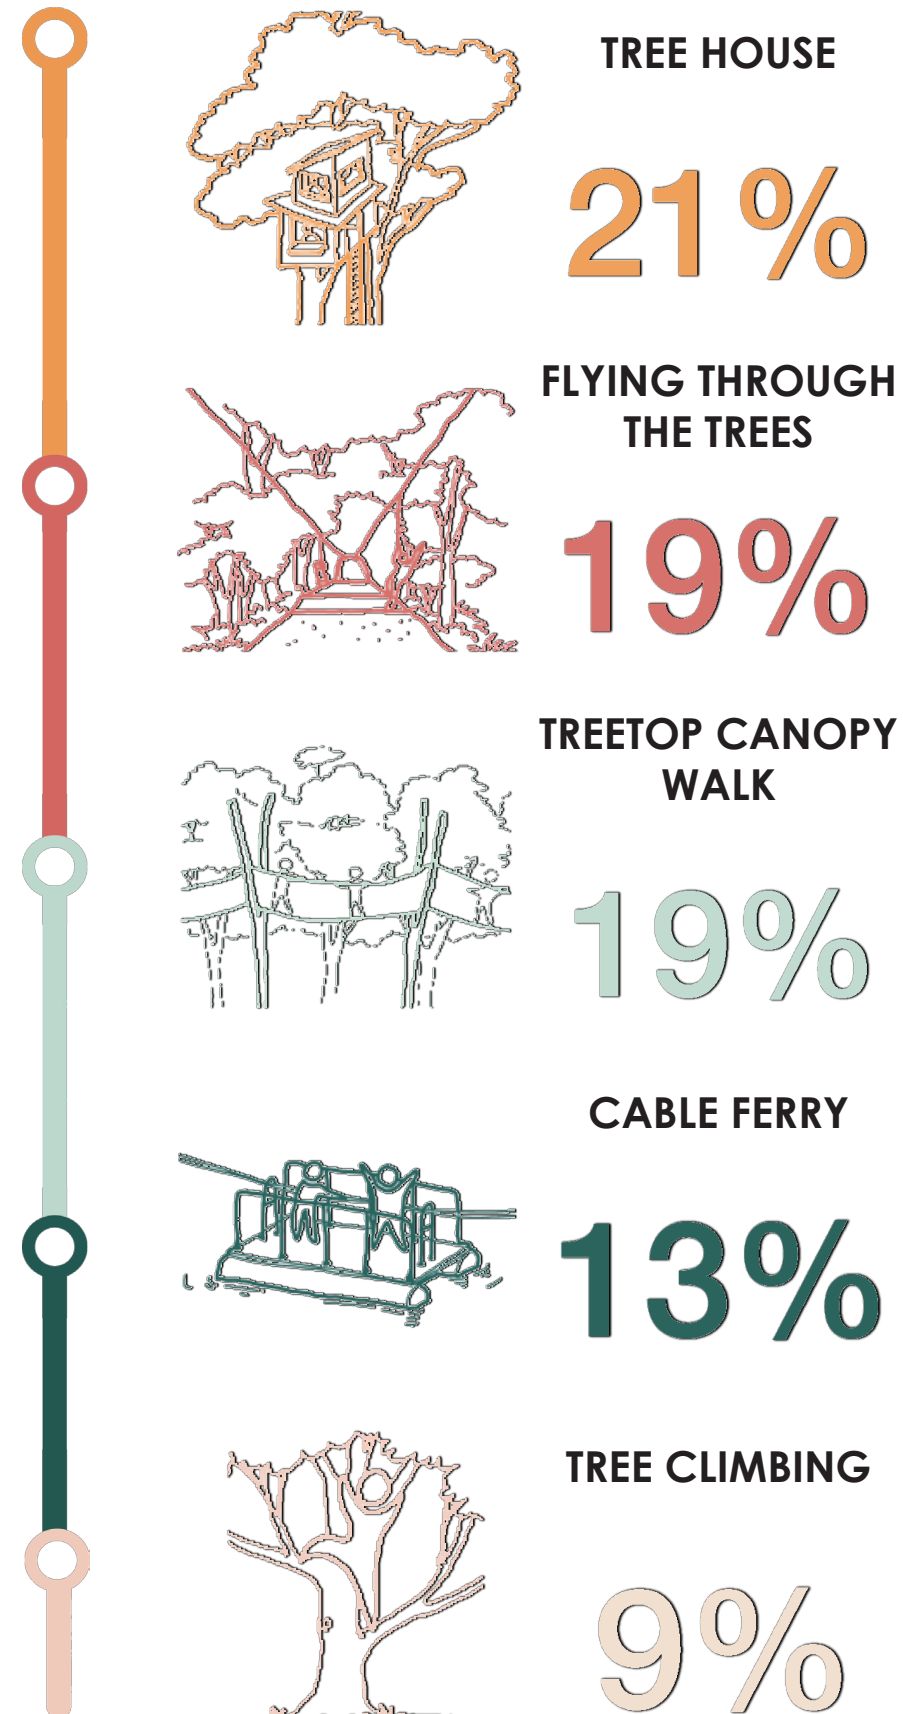 TREE HOUSE
21%
FLYING THROUGH
THE TREES
19%
TREETOP CANOPY
WALK
19%
CABLE FERRY
13%
TREE CLIMBING
9%